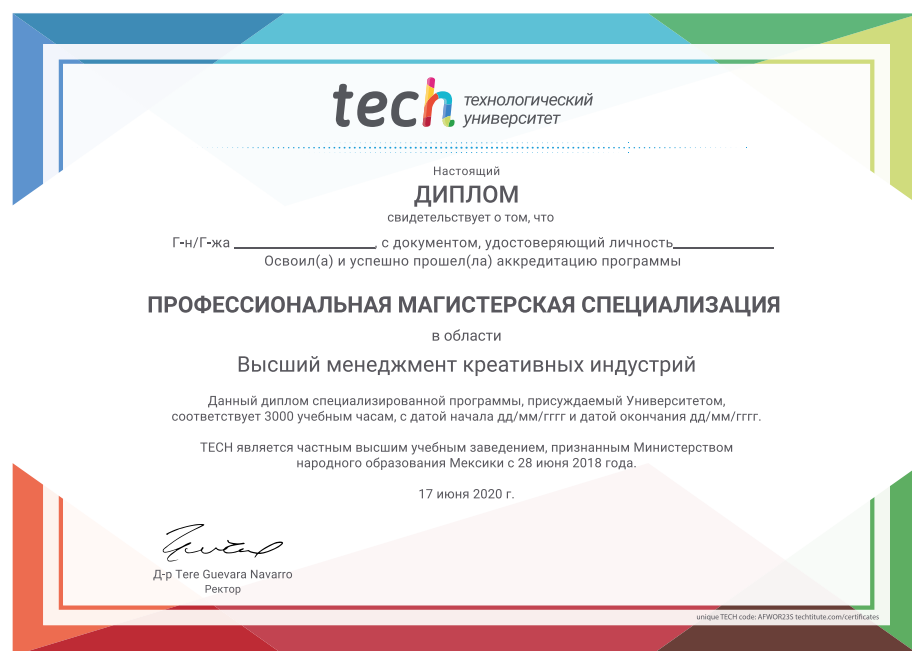 tech технологический
университет
Настоящий
ДИПЛОМ
свидетельствует о том, что
Г-н/Г-жа ____________________, с документом, удостоверяющий личность______________
Освоил(а) и успешно прошел(ла) аккредитацию программы
ПРОФЕССИОНАЛЬНАЯ МАГИСТЕРСКАЯ СПЕЦИАЛИЗАЦИЯ
в области
Высший менеджмент креативных индустрий
Данный диплом специализированной программы, присуждаемый Университетом,
соответствует 3000 учебным часам, с датой начала дд/мм/гггг и датой окончания дд/мм/гггг.
TECH является частным высшим учебным заведением, признанным Министерством
народного образования Мексики с 28 июня 2018 года.
17 июня 2020 г.
Д-р Tere Guevara Navarro
Ректор
unique TECH code: AFWOR23S techtitute.com/certificates